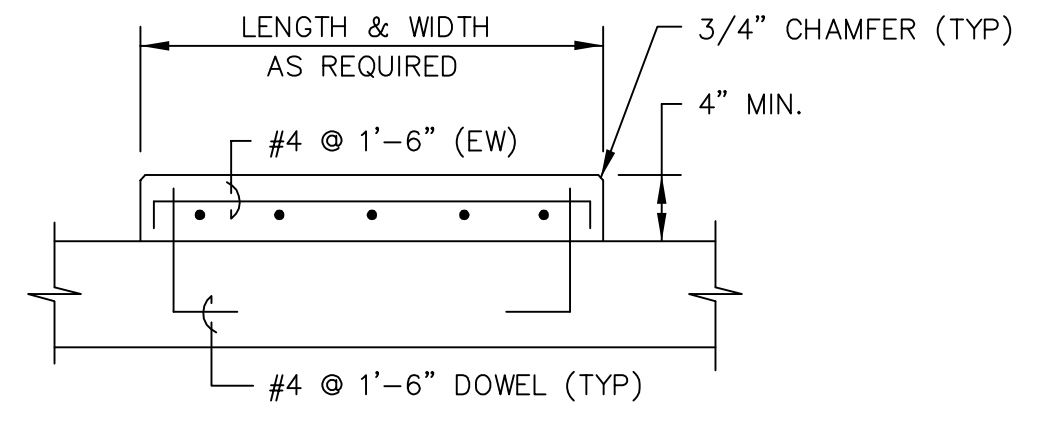 LENGTH & WIDTH
AS REQUIRED
3/4” CHAMFER (TYP)
4” MIN.
#4 @ 1’-6” (EW)
#4 @ 1’-6” DOWEL (TYP)